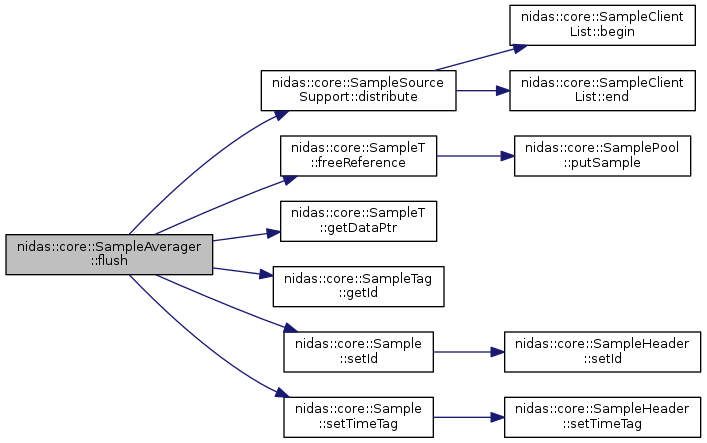 nidas::core::SampleClient
List::begin
nidas::core::SampleSource
Support::distribute
nidas::core::SampleClient
List::end
nidas::core::SampleT
::freeReference
nidas::core::SamplePool
::putSample
nidas::core::SampleT
::getDataPtr
nidas::core::SampleAverager
::flush
nidas::core::SampleTag
::getId
nidas::core::Sample
::setId
nidas::core::SampleHeader
::setId
nidas::core::Sample
::setTimeTag
nidas::core::SampleHeader
::setTimeTag